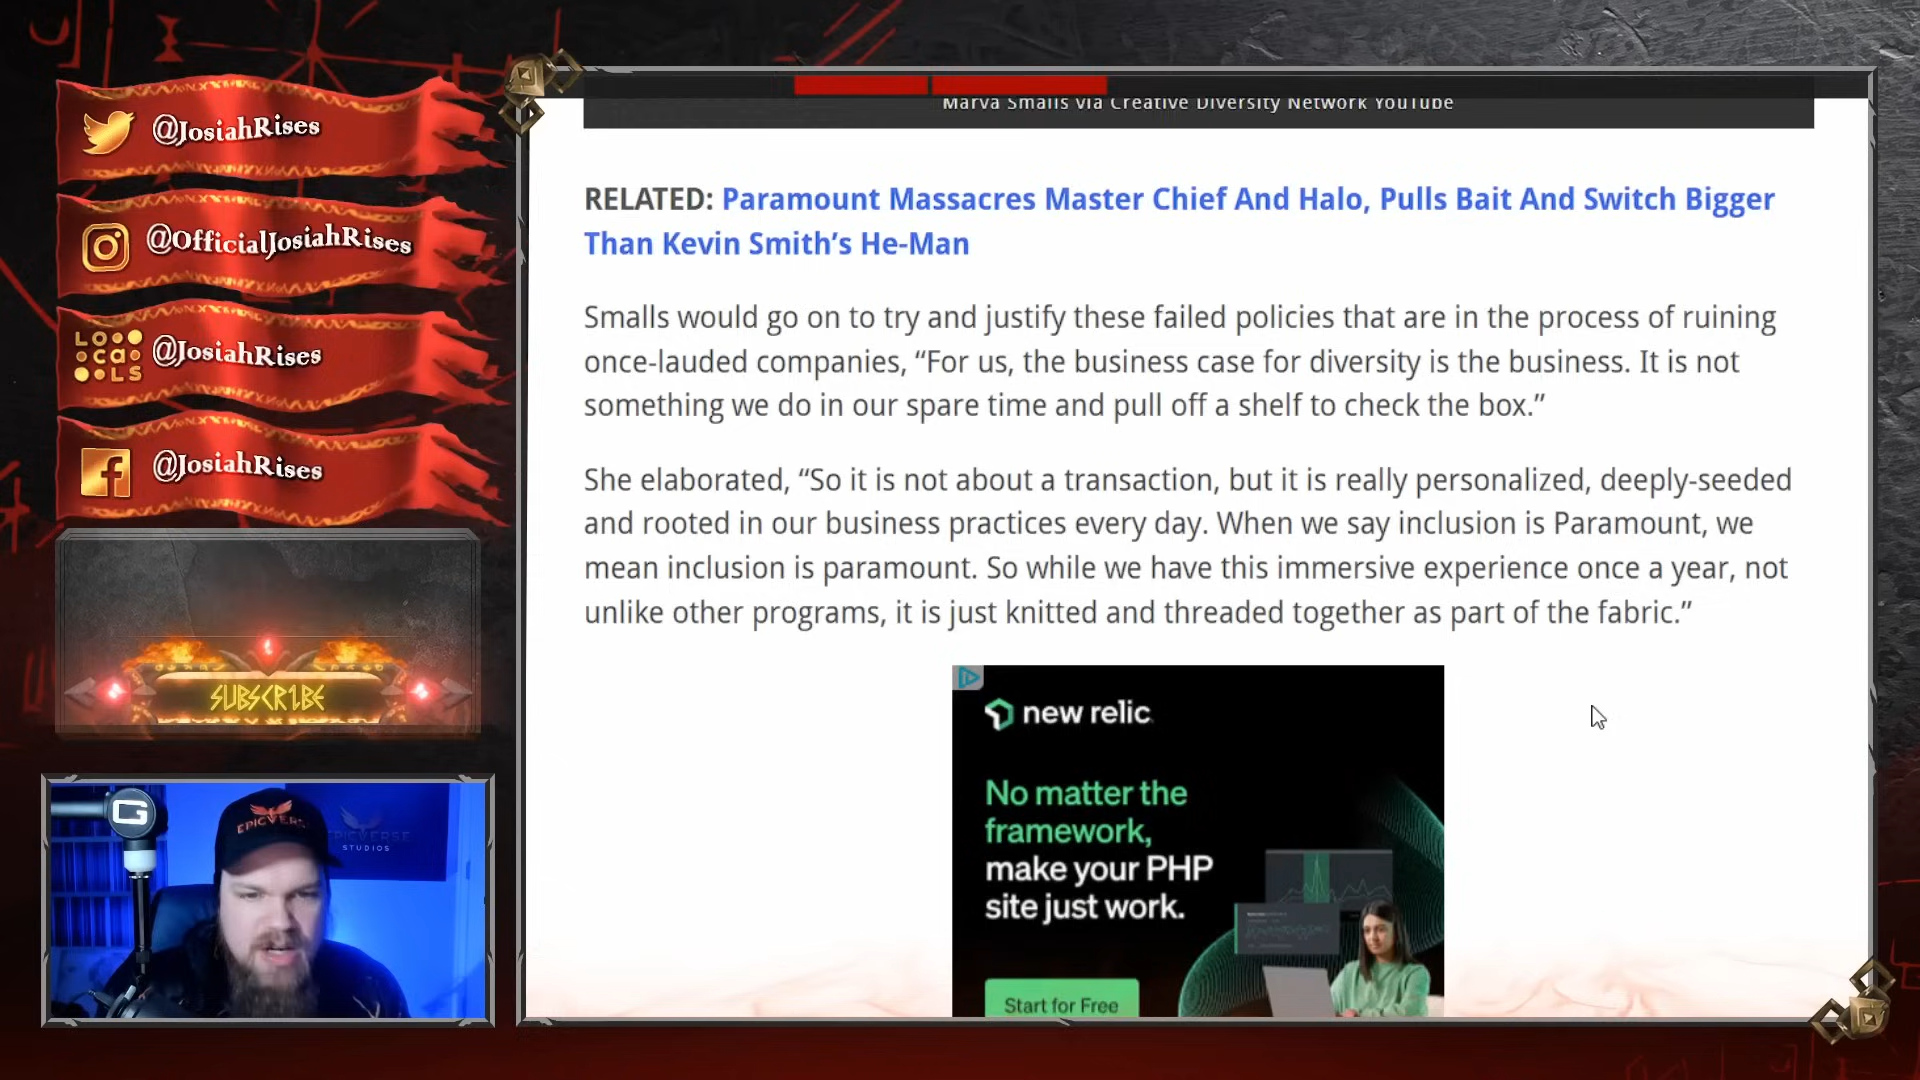 @JosiahRises
@OfficialJosiahRises
LOCALS
@JosiahRises
@JosiahRises
SUBSCR1BE
G
EPICVERSE
EPICVERSE
STUDIOS
Marva Smalls via Creative Diversity Network YouTube
RELATED: Paramount Massacres Master Chief And Halo, Pulls Bait And Switch Bigger
Than Kevin Smith’s He-Man
Smalls would go on to try and justify these failed policies that are in the process of ruining
once-lauded companies, “For us, the business case for diversity is the business. It is not
something we do in our spare time and pull off a shelf to check the box.”
She elaborated, “So it is not about a transaction, but it is really personalized, deeply-seeded
and rooted in our business practices every day. When we say inclusion is Paramount, we
mean inclusion is paramount. So while we have this immersive experience once a year, not
unlike other programs, it is just knitted and threaded together as part of the fabric.”
new relic
No matter the
framework,
make your PHP
site just work.
Start for Free